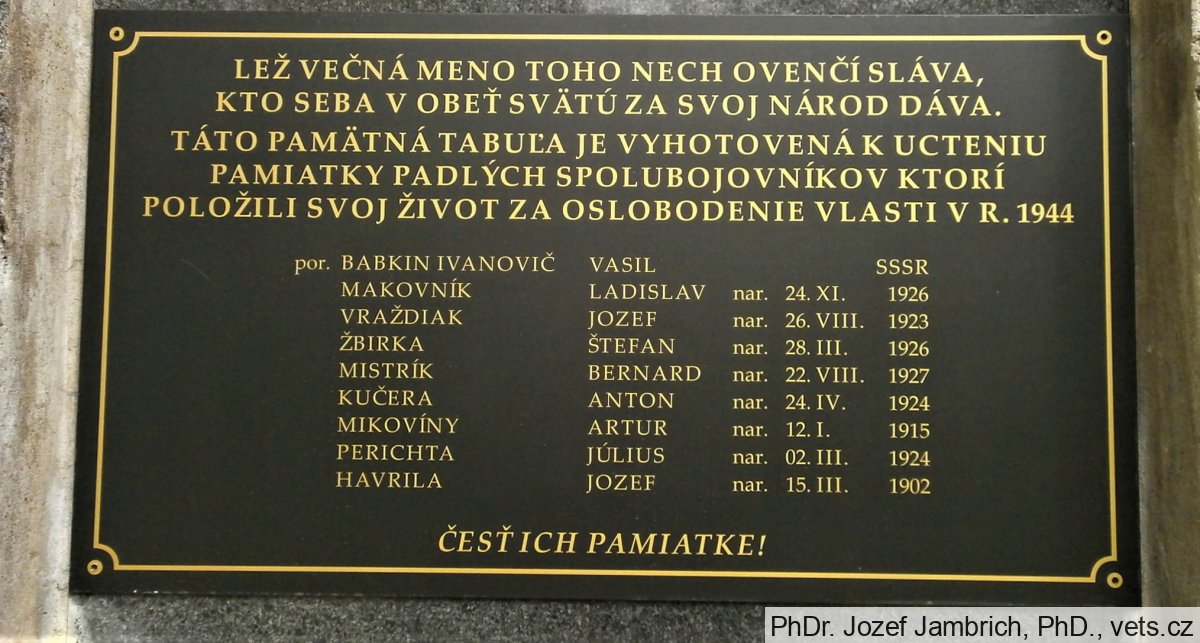 LEŽ VEČNÁ MENO TOHO NECH OVENČÍ SLÁVA,
KTO SEBA V OBEŤ SVÄTÚ ZA SVOJ NÁROD DÁVA.
TÁTO PAMÄTNÁ TABUĽA JE VYHOTOVENÁ K UCTENIU
PAMIATKY PADLÝCH SPOLUBOJOVNÍKOV KTORÍ
POLOŽILI SVOJ ŽIVOT ZA OSLOBODENIE VLASTI V R. 1944
por. BABKIN IVANOVIČ VASIL SSSR
MAKOVNÍK LADISLAV nar. 24. XI. 1926
VRAŽDIAK JOZEF nar. 26. VIII. 1923
ŽBIRKA ŠTEFAN nar. 28. III. 1926
MISTRÍK BERNARD nar. 22. VIII. 1927
KUČERA ANTON nar. 24. IV. 1924
MIKOVÍNY ARTUR nar. 12. I. 1915
PERICHTA JÚLIUS nar. 02. III. 1924
HAVRILA JOZEF nar. 15. III. 1902
ČESŤ ICH PAMIATKE!
PhDr. Jozef Jambrich, PhD., vets.cz